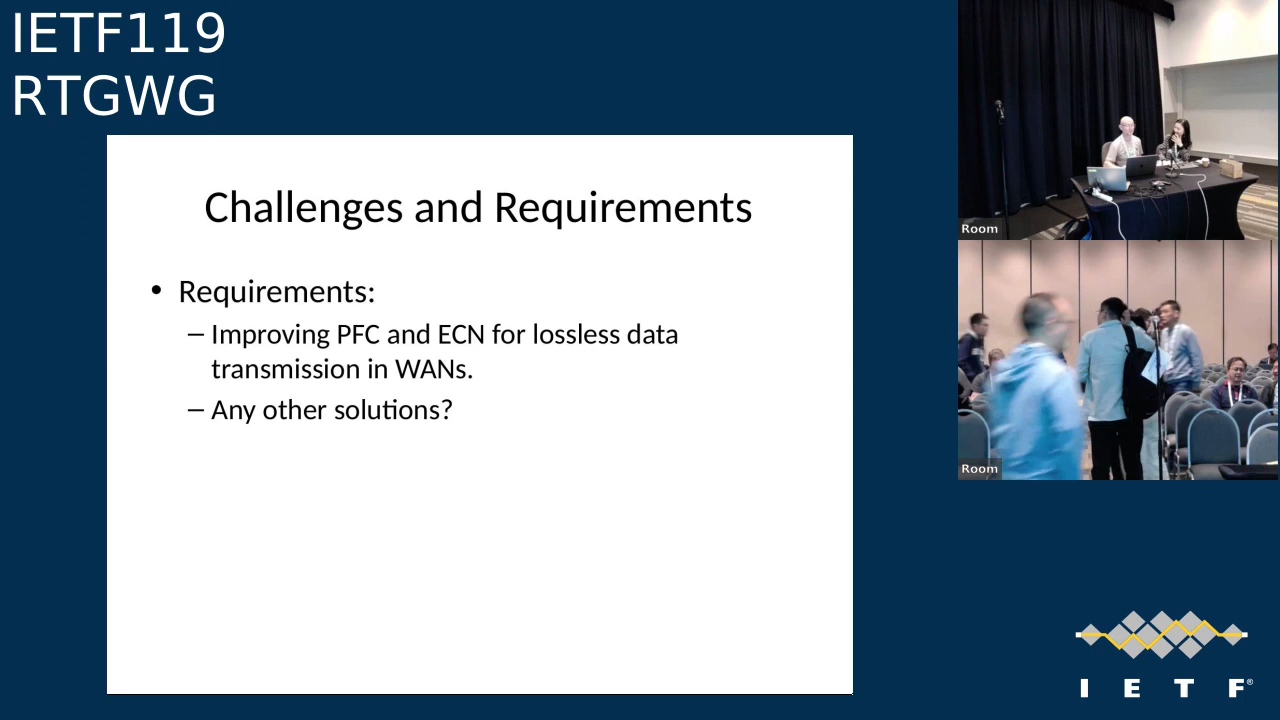 IETF119
RTGWG
Challenges and Requirements
• Requirements:
– Improving PFC and ECN for lossless data
transmission in WANs.
– Any other solutions?
Room
Room
I E T F®